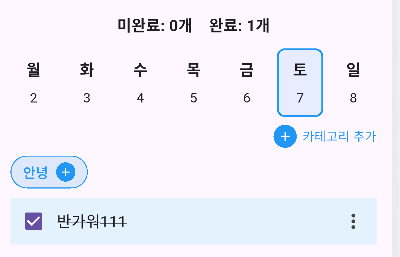 미완료: 0개 완료: 1개
월 화 수 목 금 토 일
2 3 4 5 6 7 8
카테고리 추가
안녕
반가워111